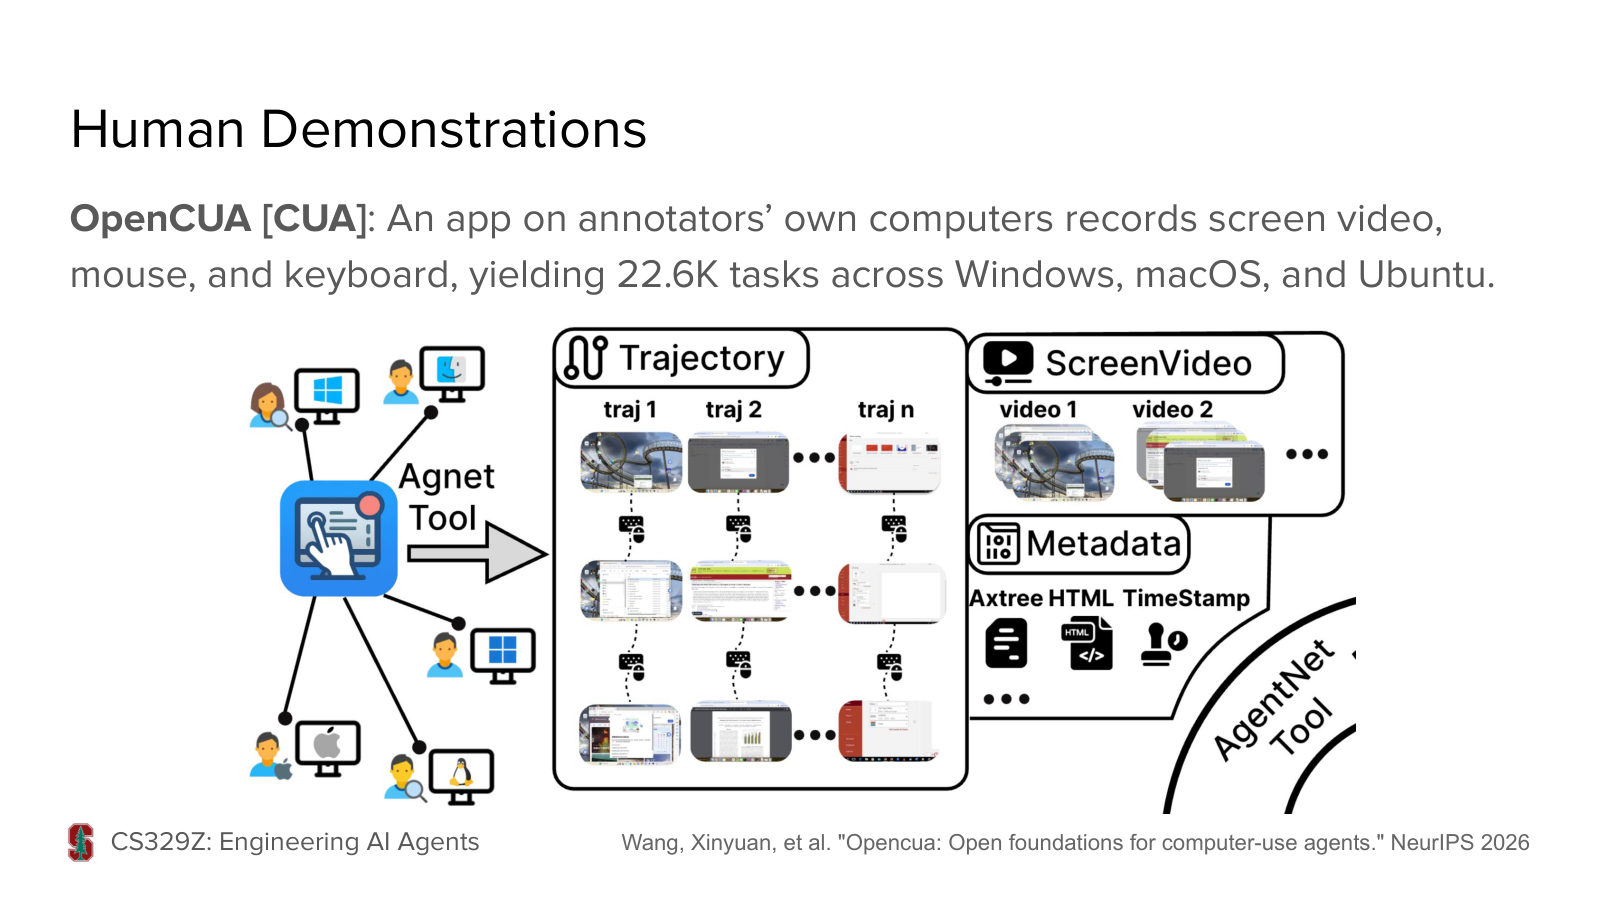 Human Demonstrations
OpenCUA [CUA]: An app on annotators’ own computers records screen video,
mouse, and keyboard, yielding 22.6K tasks across Windows, macOS, and Ubuntu.
Agnet
Tool
Trajectory
traj 1 traj 2 traj n
ScreenVideo
video 1 video 2
Metadata
Axtree HTML TimeStamp
HTML
</>
AgentNet
Tool
CS329Z: Engineering AI Agents
Wang, Xinyuan, et al. "Opencua: Open foundations for computer-use agents." NeurIPS 2026